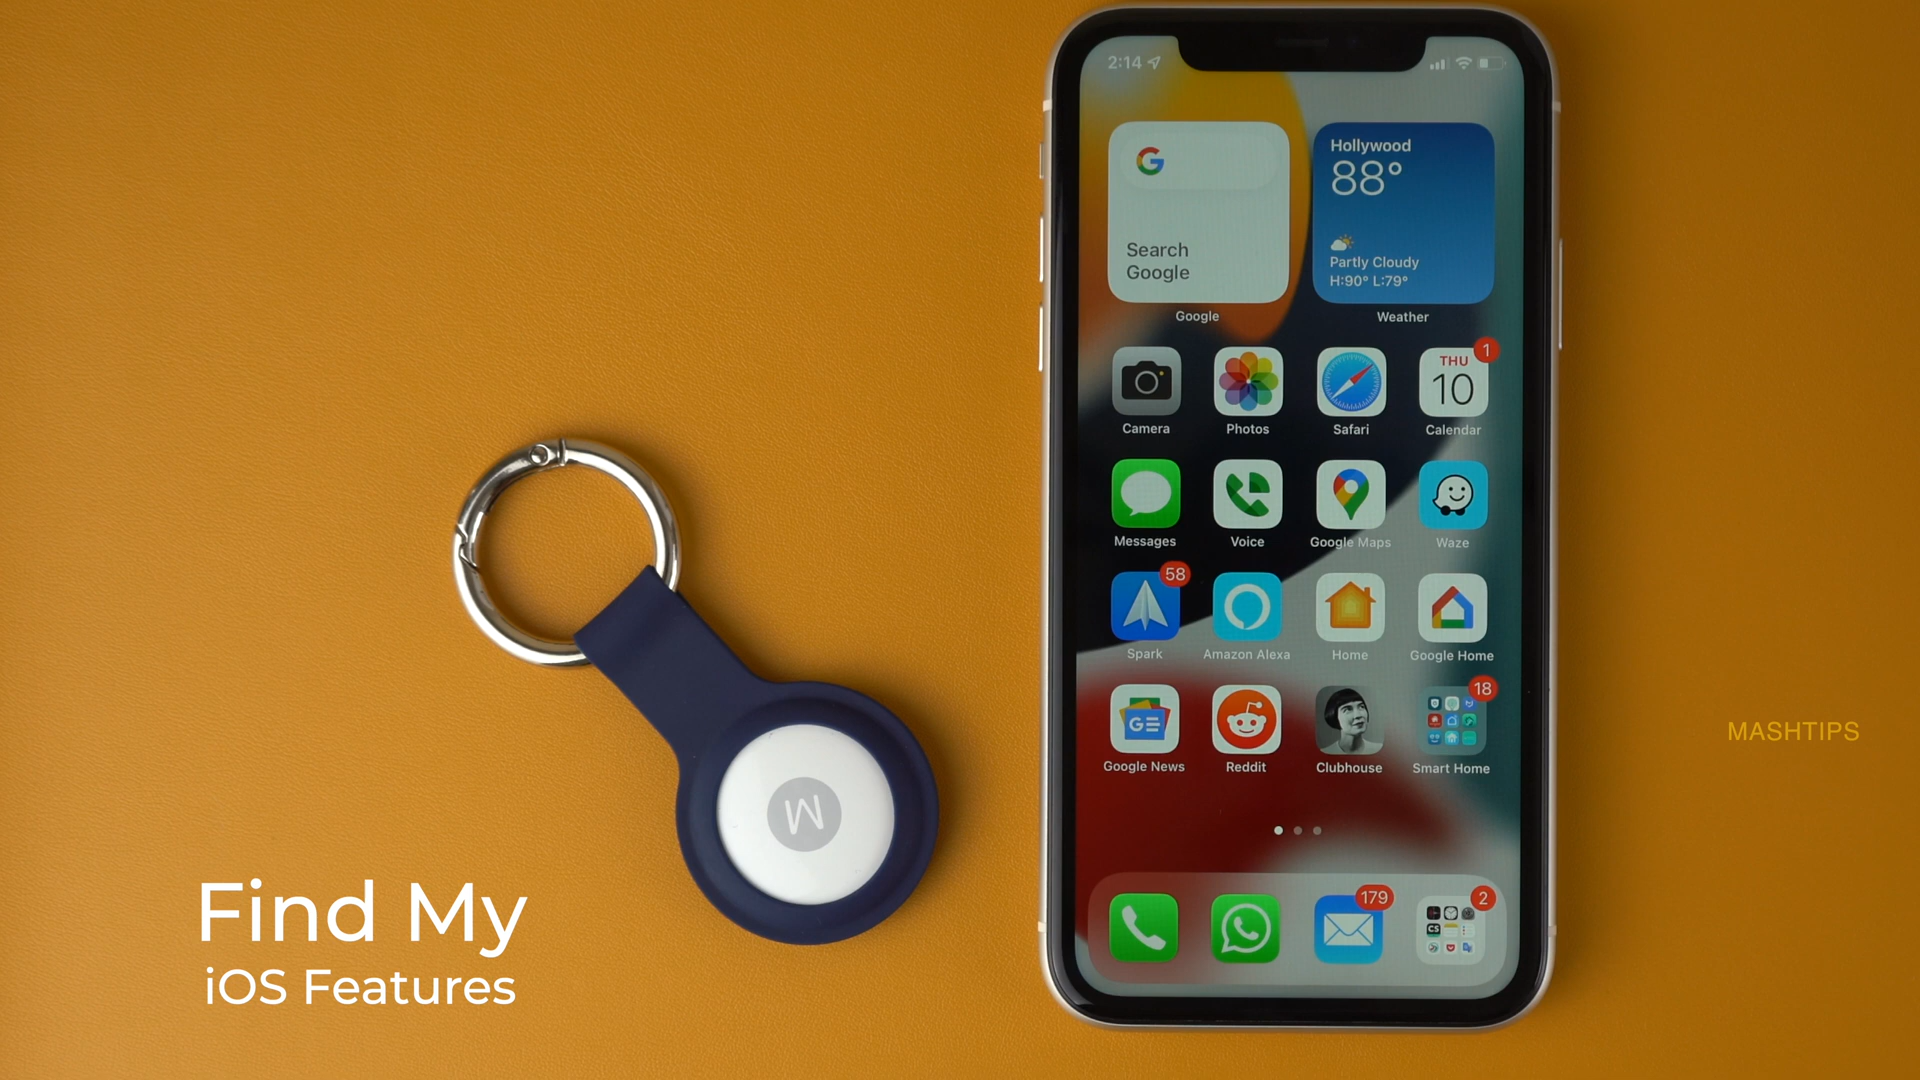 2:14
Search
Google
Google
Hollywood
88°
Partly Cloudy
H:90° L:79°
Weather
Camera
Photos
Safari
THU
10
1
Calendar
Messages
Voice
Google Maps
Waze
58
Spark
Amazon Alexa
Home
Google Home
Google News
Reddit
Clubhouse
18
Smart Home
179
2
CS
M
MASHTIPS
Find My
iOS Features